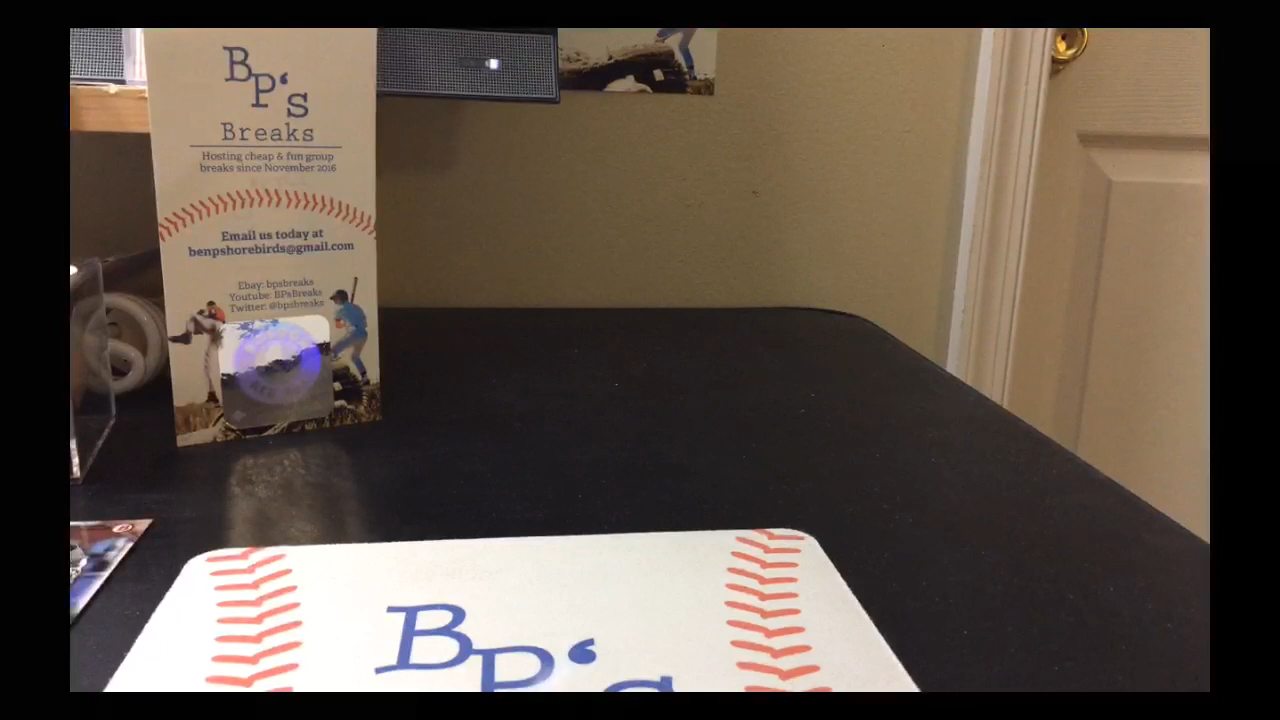 BP's
Breaks
Hosting cheap & fun group
breaks since November 2016
Email us today at
benpshorebirds@gmail.com
Ebay: bpsbreaks
Youtube: BPsBreaks
Twitter: @bpsbreaks
BP's